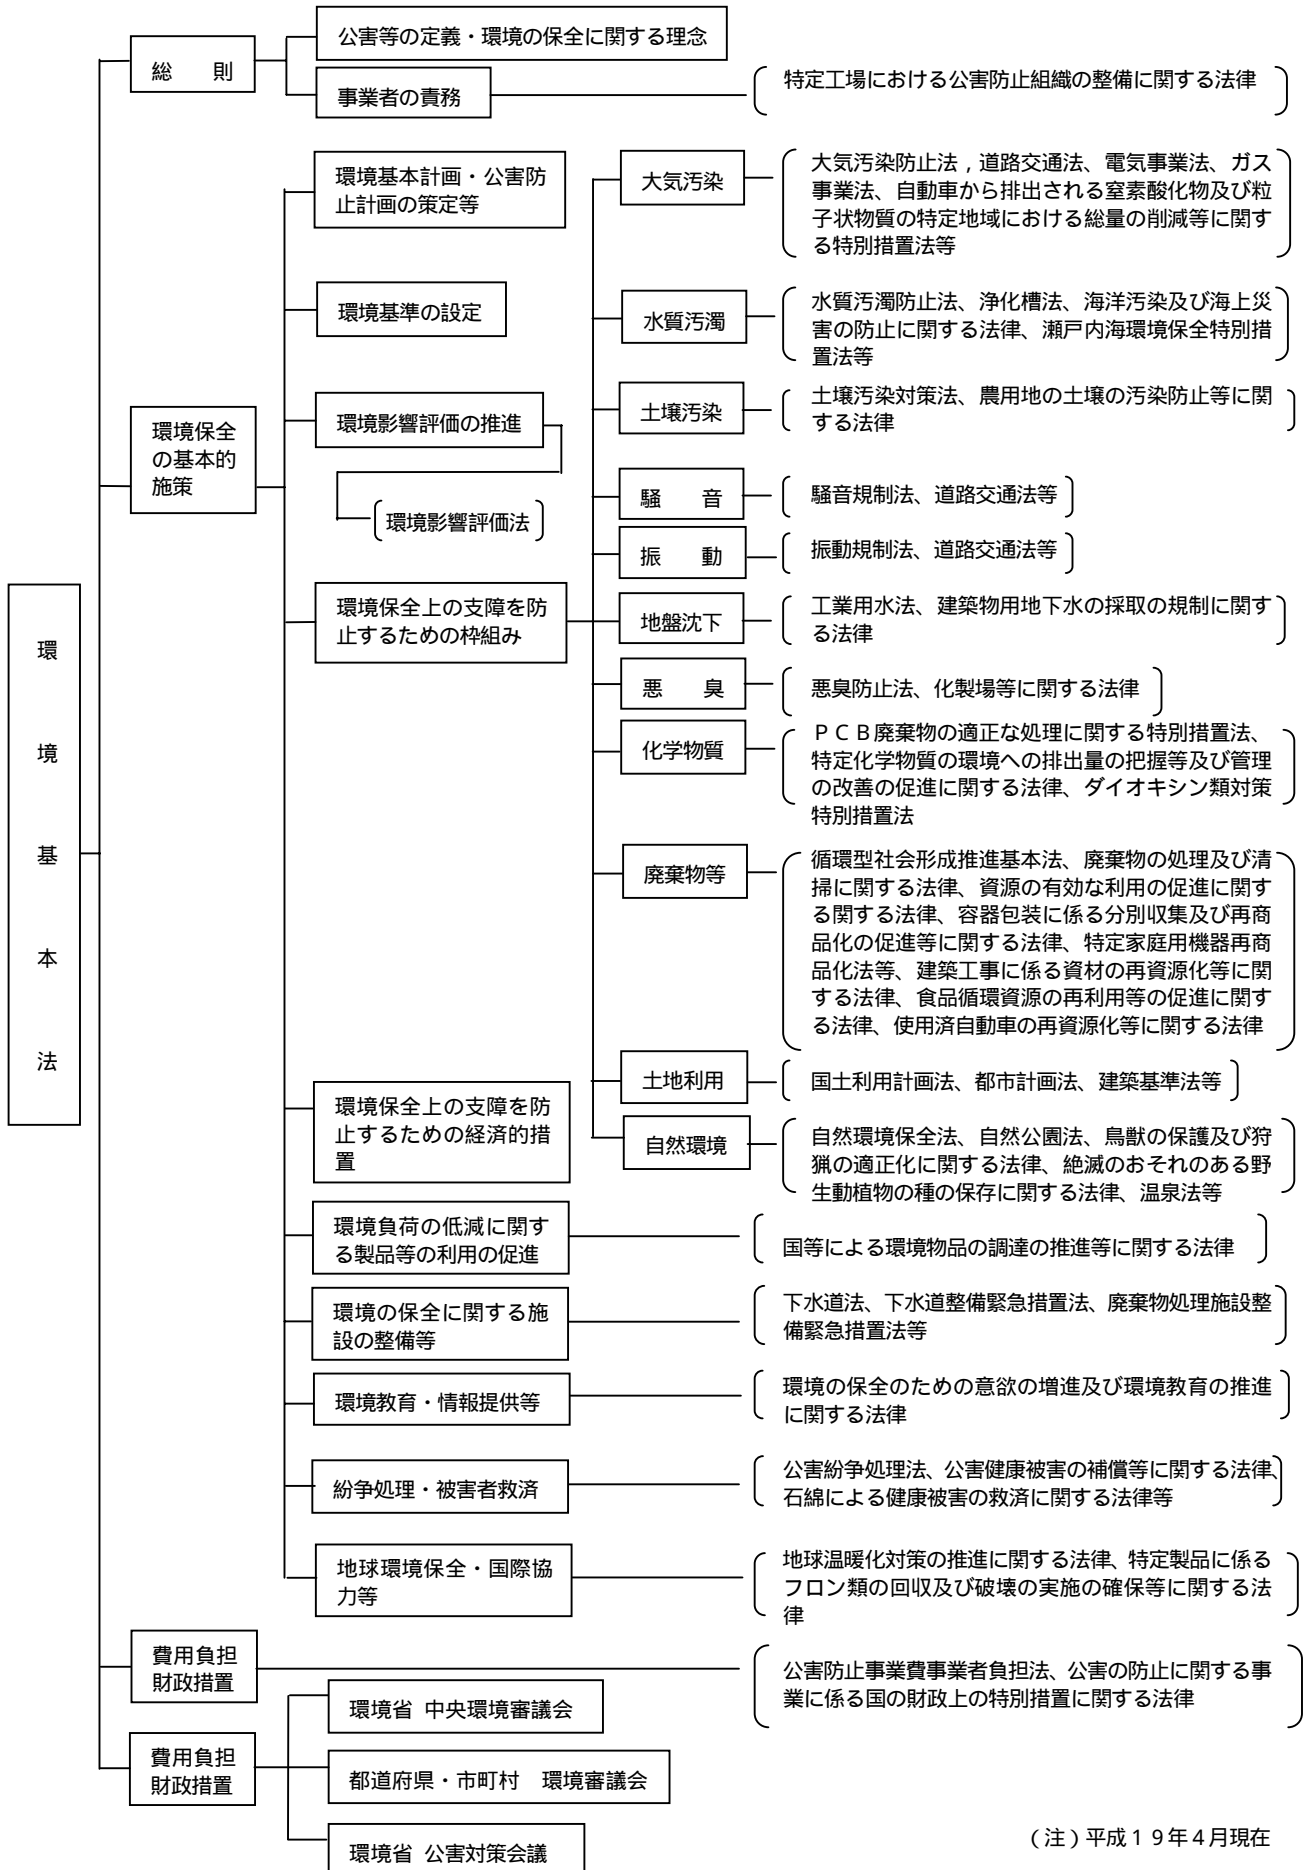 公害等の定義・環境の保全に関する理念
総　則
事業者の責務
特定工場における公害防止組織の整備に関する法律
環境基本計画・公害防
止計画の策定等
環境基準の設定
環境保全
の基本的
施策
環境影響評価の推進
環境影響評価法
環境保全上の支障を防
止するための枠組み
大気汚染
大気汚染防止法，道路交通法、電気事業法、ガス
事業法、自動車から排出される窒素酸化物及び粒
子状物質の特定地域における総量の削減等に関す
る特別措置法等
水質汚濁
水質汚濁防止法、浄化槽法、海洋汚染及び海上災
害の防止に関する法律、瀬戸内海環境保全特別措
置法等
土壌汚染
土壌汚染対策法、農用地の土壌の汚染防止等に関
する法律
騒　音
騒音規制法、道路交通法等
振　動
振動規制法、道路交通法等
地盤沈下
工業用水法、建築物用地下水の採取の規制に関す
る法律
悪　臭
悪臭防止法、化製場等に関する法律
化学物質
ＰＣＢ廃棄物の適正な処理に関する特別措置法、
特定化学物質の環境への排出量の把握等及び管理
の改善の促進に関する法律、ダイオキシン類対策
特別措置法
廃棄物等
循環型社会形成推進基本法、廃棄物の処理及び清
掃に関する法律、資源の有効な利用の促進に関す
る関する法律、容器包装に係る分別収集及び再商
品化の促進等に関する法律、特定家庭用機器再商
品化法等、建築工事に係る資材の再資源化等に関
する法律、食品循環資源の再利用等の促進に関す
る法律、使用済自動車の再資源化等に関する法律
土地利用
国土利用計画法、都市計画法、建築基準法等
自然環境
自然環境保全法、自然公園法、鳥獣の保護及び狩
猟の適正化に関する法律、絶滅のおそれのある野
生動植物の種の保存に関する法律、温泉法等
環境基本法
環境保全上の支障を防
止するための経済的措
置
環境負荷の低減に関す
る製品等の利用の促進
国等による環境物品の調達の推進等に関する法律
環境の保全に関する施
設の整備等
下水道法、下水道整備緊急措置法、廃棄物処理施設整
備緊急措置法等
環境教育・情報提供等
環境の保全のための意欲の増進及び環境教育の推進
に関する法律
紛争処理・被害者救済
公害紛争処理法、公害健康被害の補償等に関する法律、
石綿による健康被害の救済に関する法律等
地球環境保全・国際協
力等
地球温暖化対策の推進に関する法律、特定製品に係る
フロン類の回収及び破壊の実施の確保等に関する法
律
費用負担
財政措置
公害防止事業費事業者負担法、公害の防止に関する事
業に係る国の財政上の特別措置に関する法律
費用負担
財政措置
環境省 中央環境審議会
都道府県・市町村　環境審議会
環境省 公害対策会議
（注）平成１９年４月現在